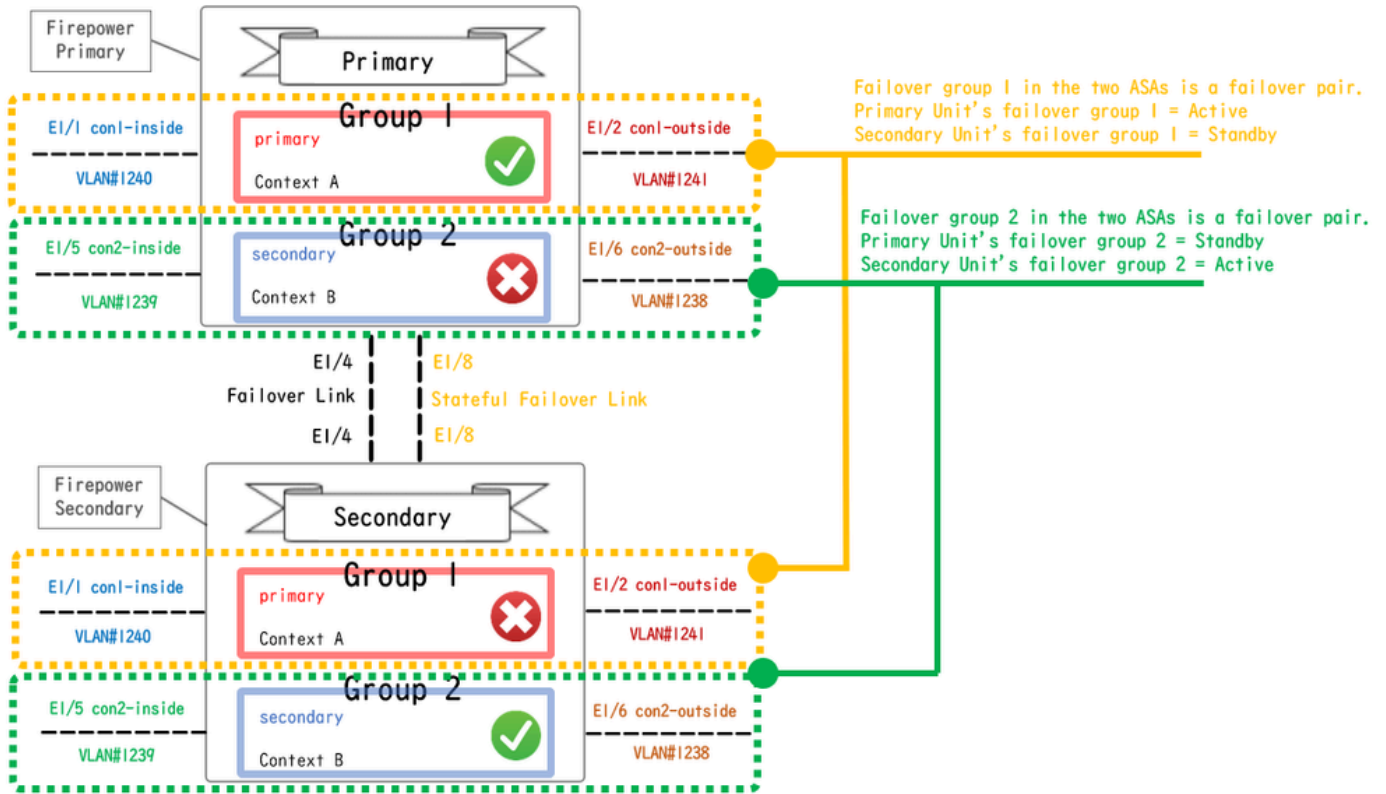 Firepower
Primary
Primary
Group 1
E1/1 con1-inside
VLAN#1240
primary
Context A
E1/2 con1-outside
VLAN#1241
Group 2
E1/5 con2-inside
VLAN#1239
secondary
Context B
E1/6 con2-outside
VLAN#1238
Failover group 1 in the two ASAs is a failover pair.
Primary Unit's failover group 1 = Active
Secondary Unit's failover group 1 = Standby
Failover group 2 in the two ASAs is a failover pair.
Primary Unit's failover group 2 = Standby
Secondary Unit's failover group 2 = Active
E1/4
E1/8
Failover Link
Stateful Failover Link
E1/4
E1/8
Firepower
Secondary
Secondary
Group 1
E1/1 con1-inside
VLAN#1240
primary
Context A
E1/2 con1-outside
VLAN#1241
Group 2
E1/5 con2-inside
VLAN#1239
secondary
Context B
E1/6 con2-outside
VLAN#1238